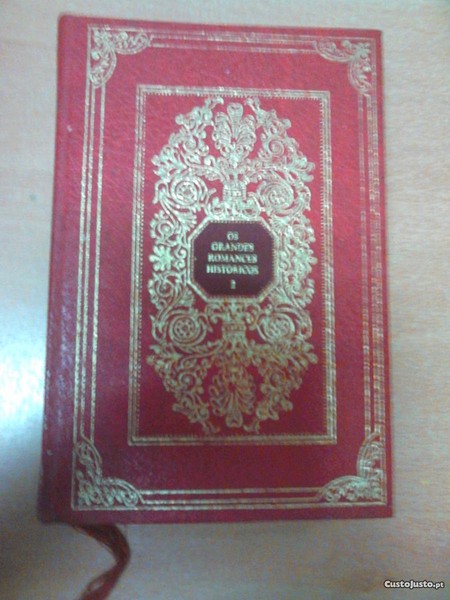 OS
GRANDES
ROMANCES
HISTÓRICOS
2
CustoJusto.pt